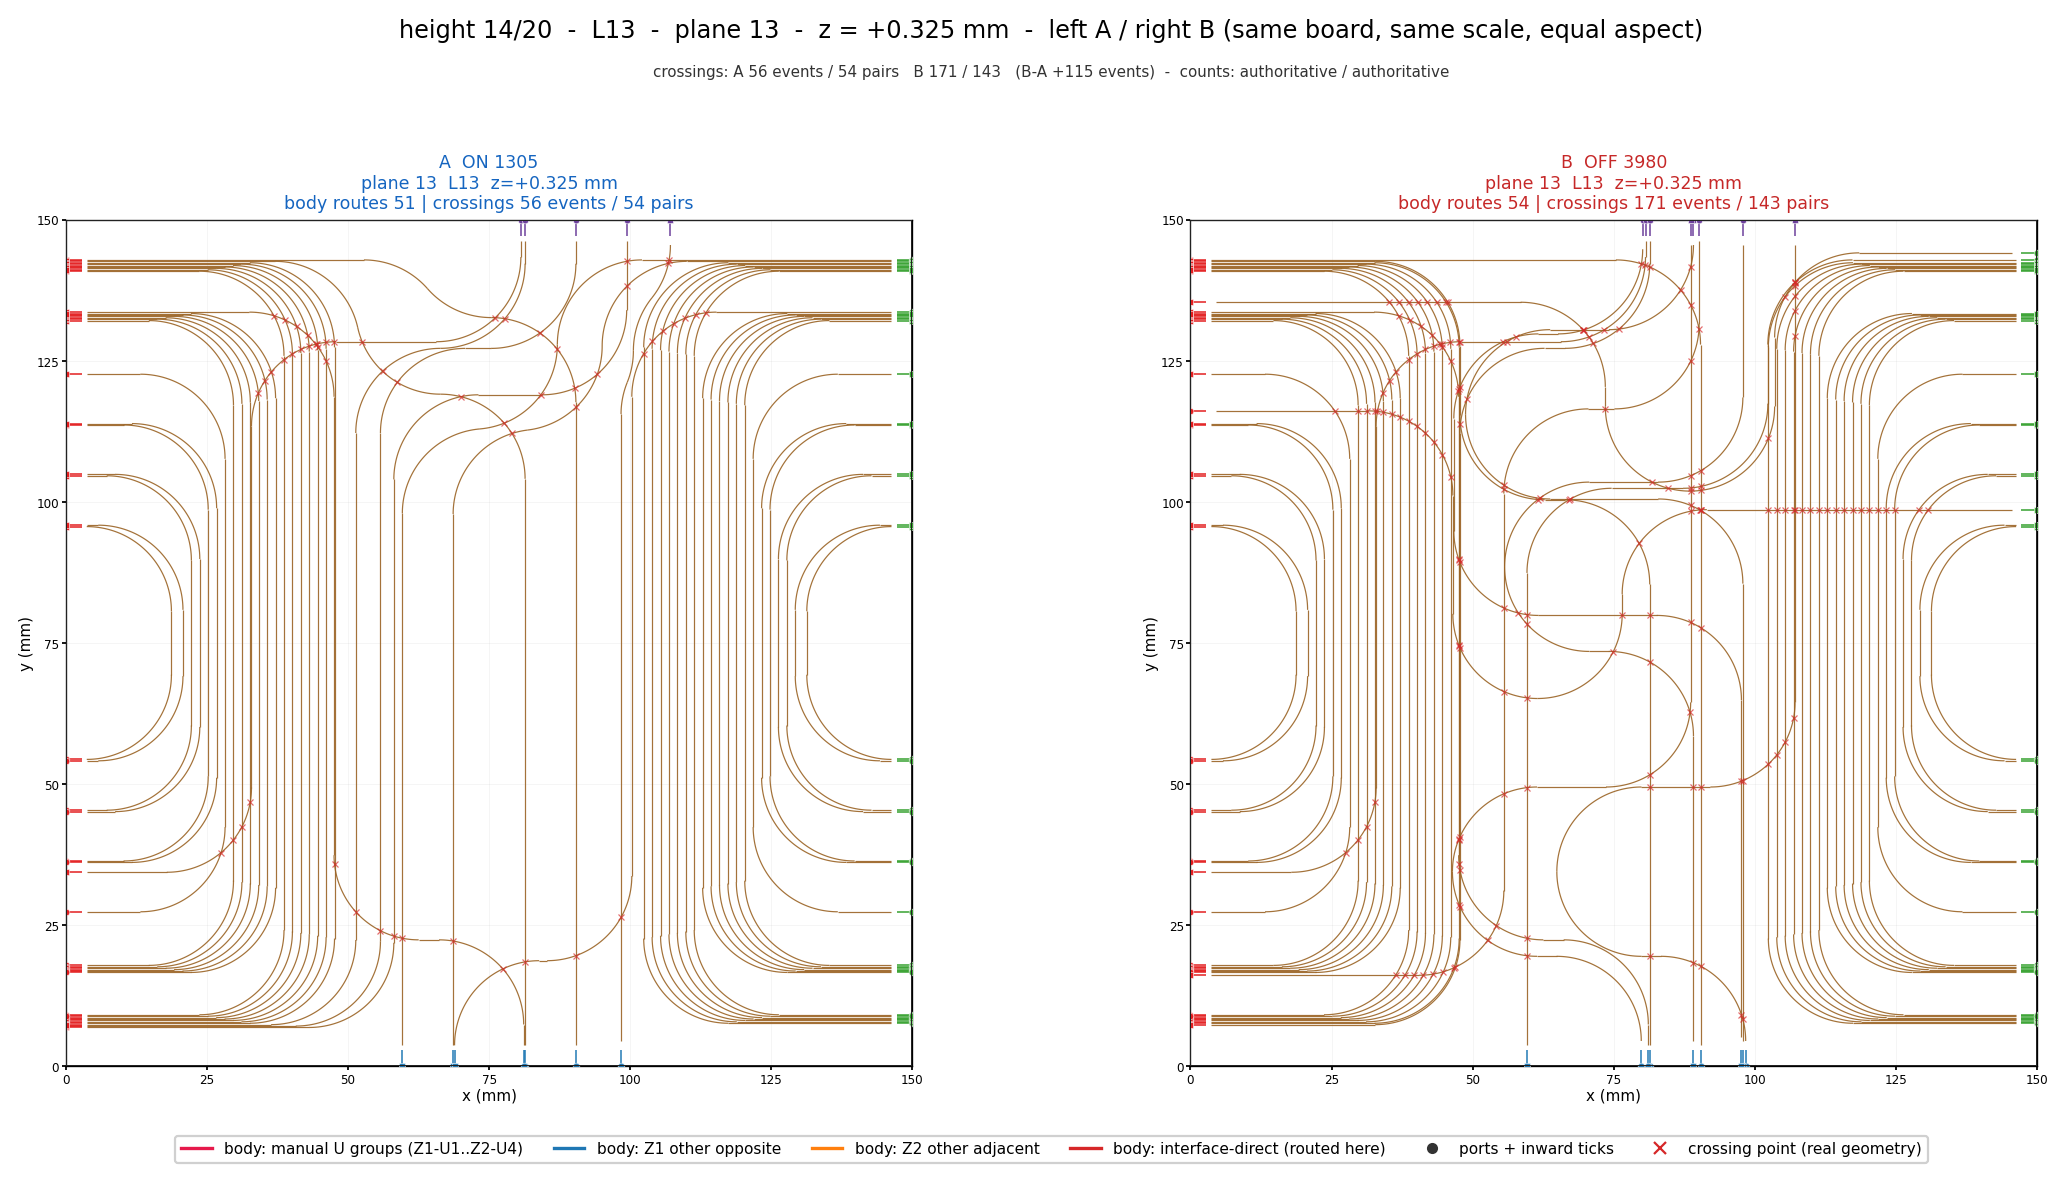 height 14/20  -  L13  -  plane 13  -  z = +0.325 mm  -  left A / right B (same board, same scale, equal aspect)
crossings: A 56 events / 54 pairs   B 171 / 143   (B-A +115 events)  -  counts: authoritative / authoritative
A  ON 1305
plane 13  L13  z=+0.325 mm
body routes 51 | crossings 56 events / 54 pairs
150
125
100
75
50
25
0
y (mm)
0 25 50 75 100 125 150
x (mm)
B  OFF 3980
plane 13  L13  z=+0.325 mm
body routes 54 | crossings 171 events / 143 pairs
150
125
100
75
50
25
0
y (mm)
0 25 50 75 100 125 150
x (mm)
body: manual U groups (Z1-U1..Z2-U4) body: Z1 other opposite body: Z2 other adjacent body: interface-direct (routed here) ports + inward ticks crossing point (real geometry)